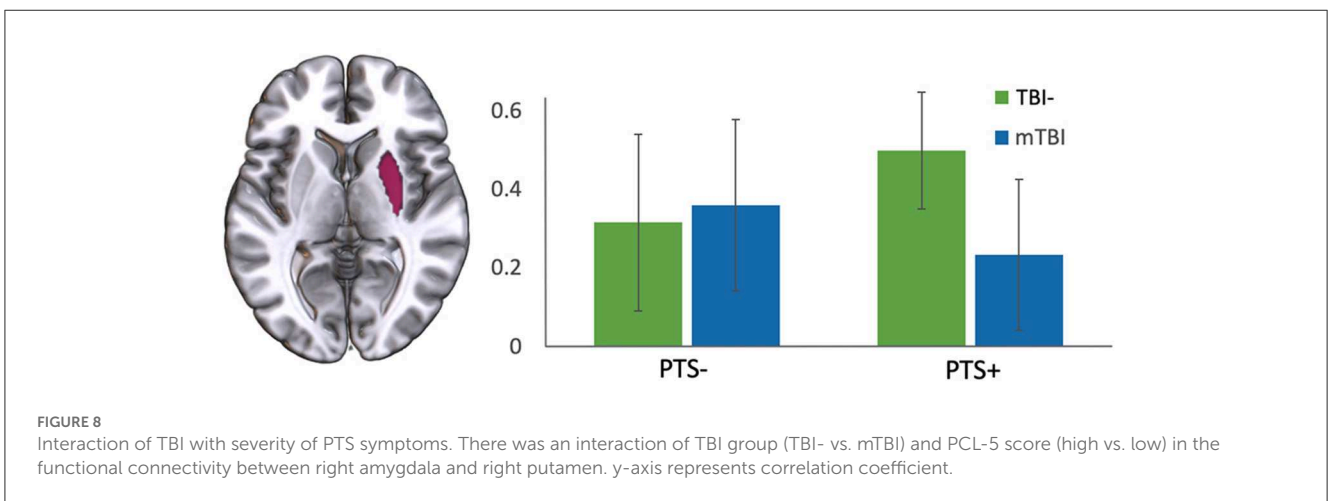 0.6
0.4
0.2
0
TBI-
mTBI
PTS-
PTS+
FIGURE 8
Interaction of TBI with severity of PTS symptoms. There was an interaction of TBI group (TBI- vs. mTBI) and PCL-5 score (high vs. low) in the
functional connectivity between right amygdala and right putamen. y-axis represents correlation coefficient.